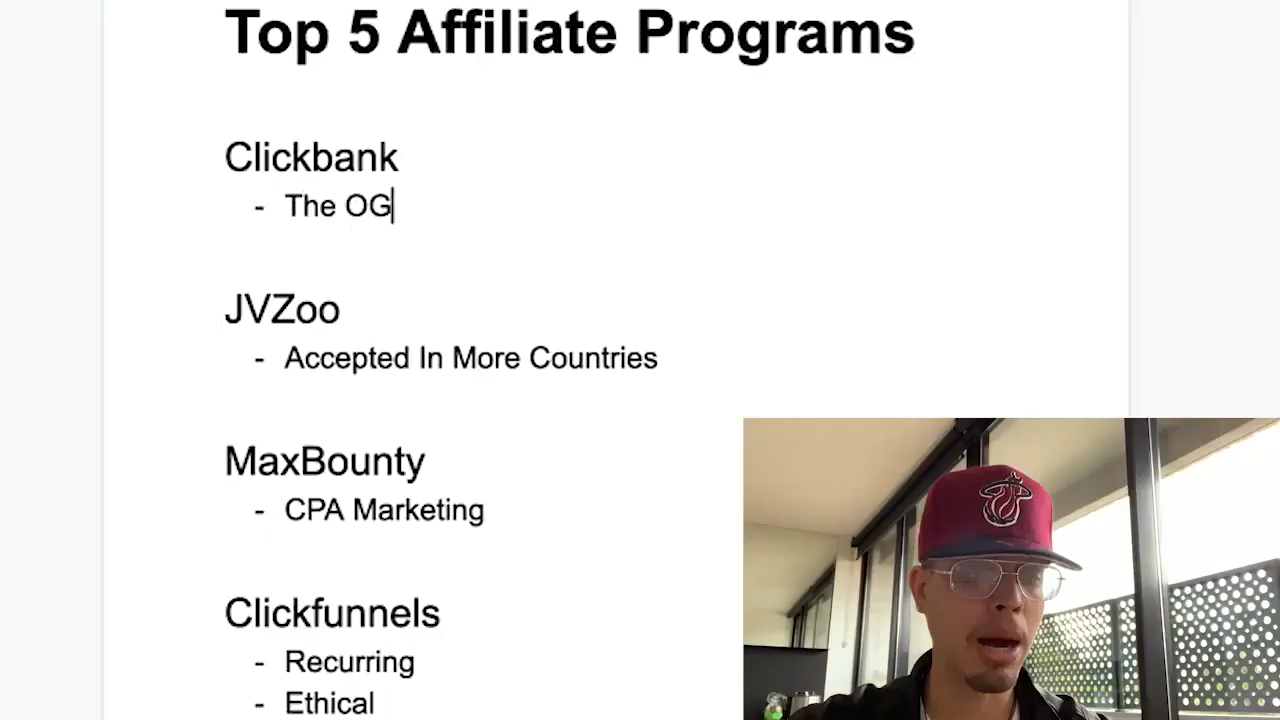 Top 5 Affiliate Programs
Clickbank
- The OG
JVZoo
- Accepted In More Countries
MaxBounty
- CPA Marketing
Clickfunnels
- Recurring
- Ethical